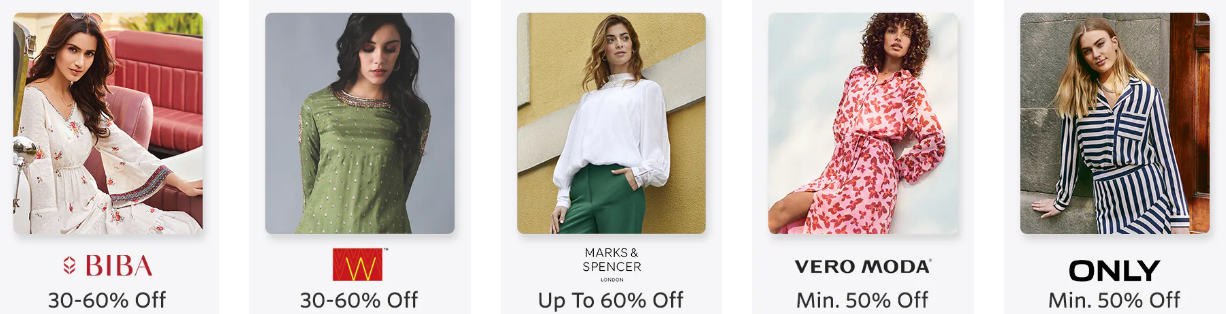 BIBA
30-60% Off
W™
30-60% Off
MARKS &
SPENCER
LONDON
Up To 60% Off
VERO MODA®
Min. 50% Off
ONLY
Min. 50% Off